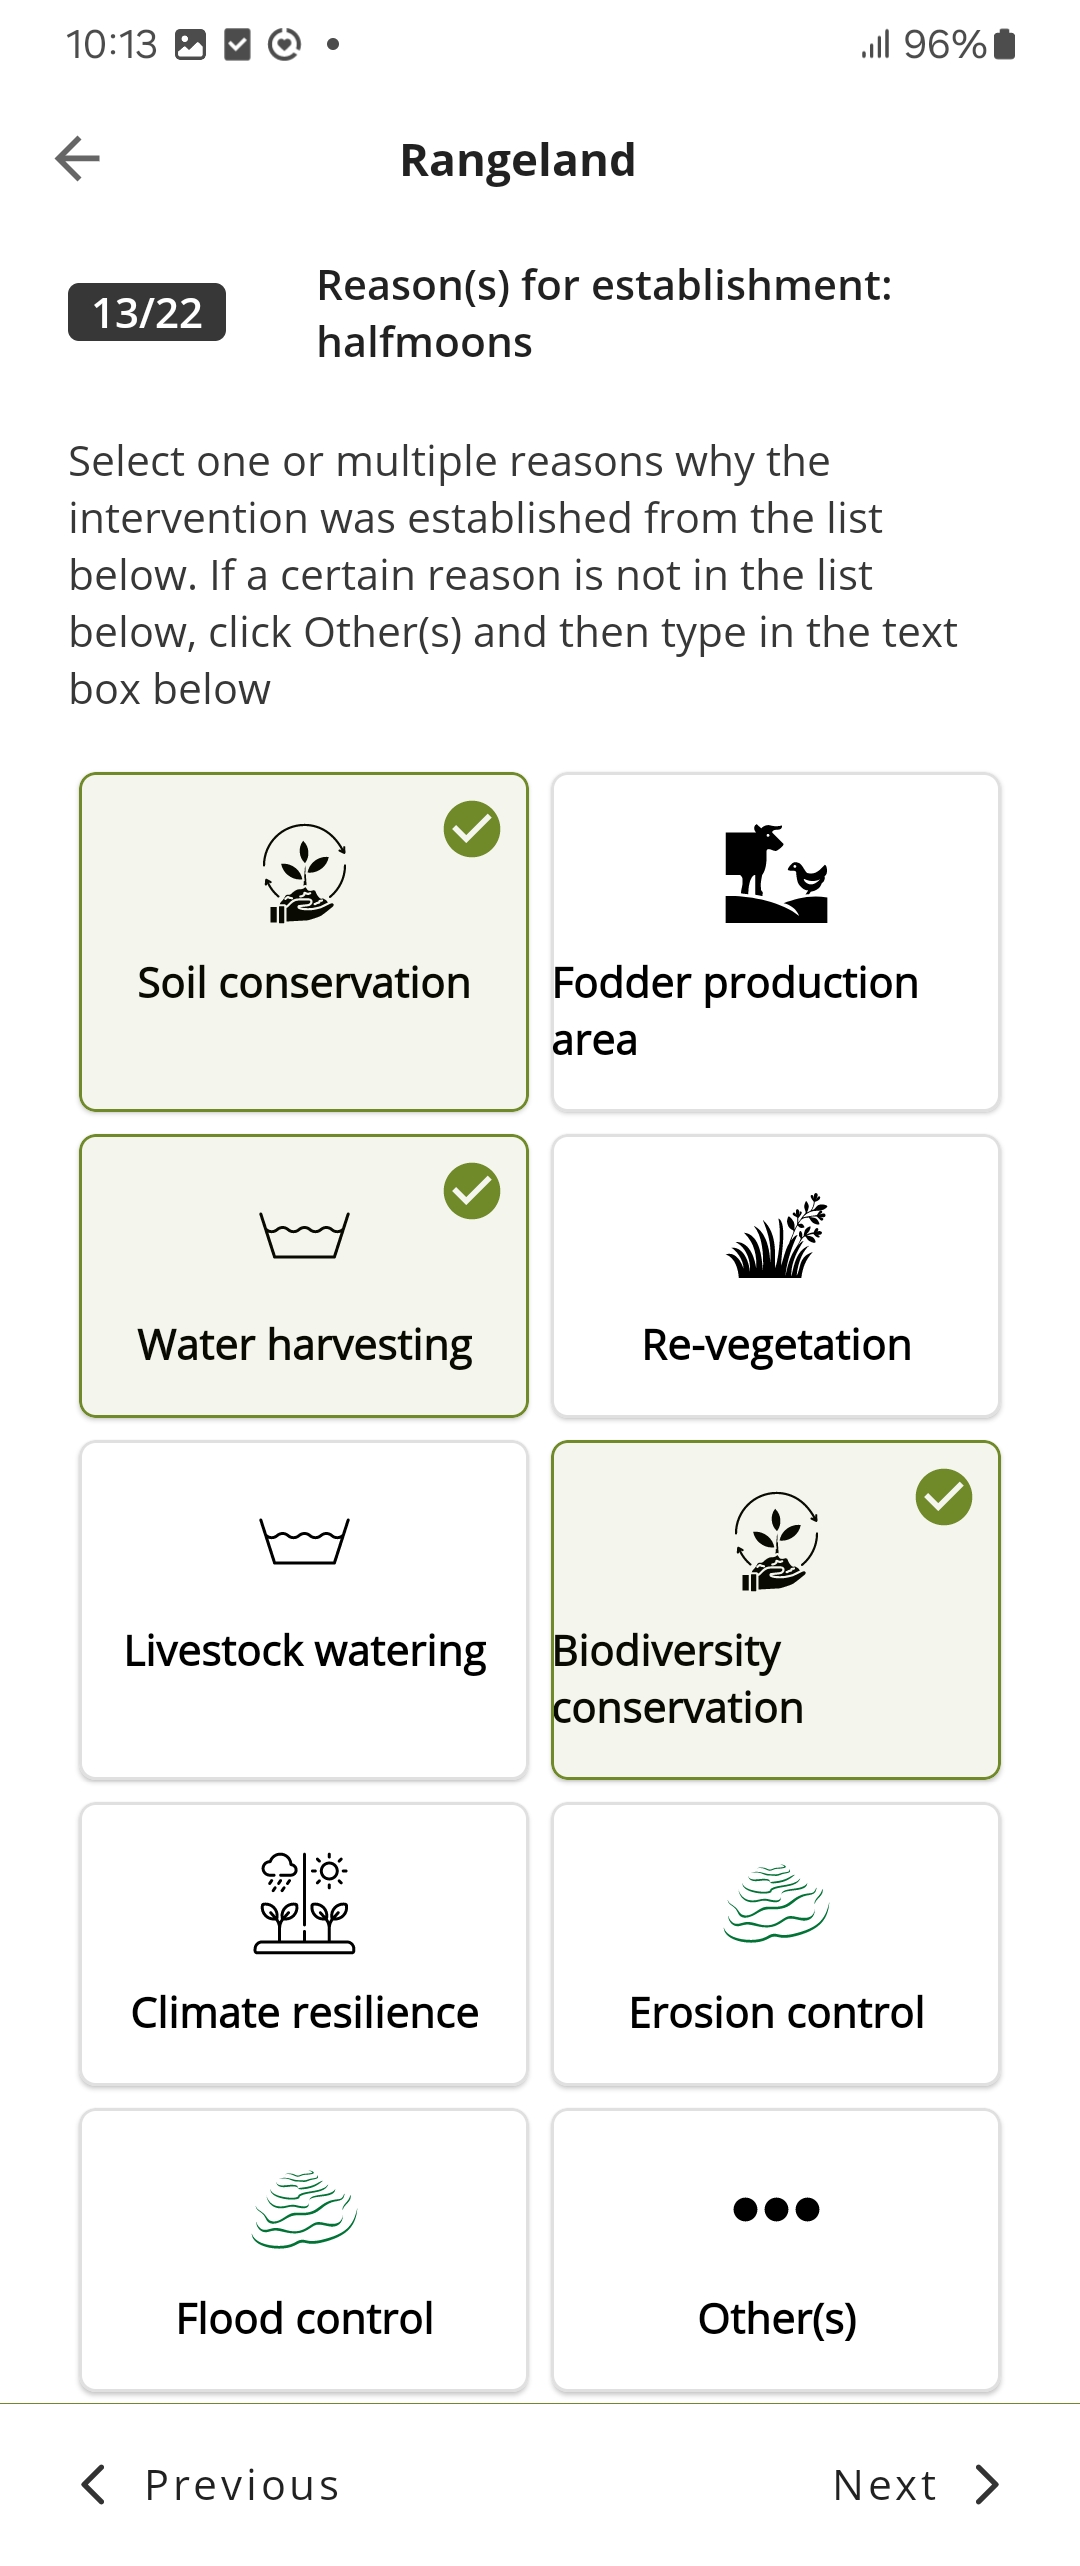 10:13
96%
Rangeland
13/22
Reason(s) for establishment:
halfmoons
Select one or multiple reasons why the
intervention was established from the list
below. If a certain reason is not in the list
below, click Other(s) and then type in the text
box below
Soil conservation
Fodder production
area
Water harvesting
Re-vegetation
Livestock watering
Biodiversity
conservation
Climate resilience
Erosion control
Flood control
Other(s)
Previous
Next